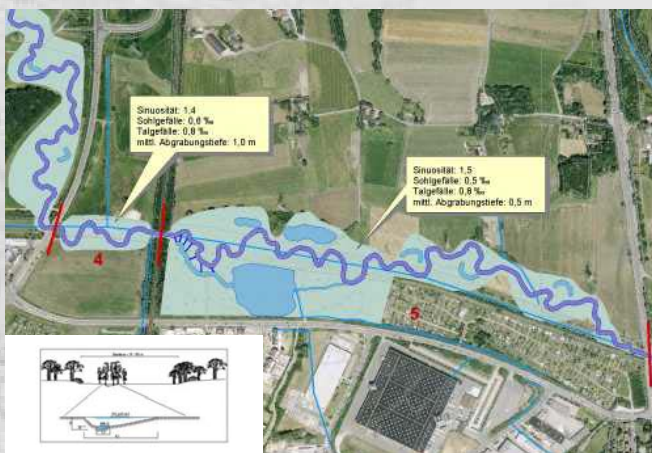 Sinuosität: 1,4
Sohlgefälle: 0,6 ‰
Talgefälle: 0,8 ‰
mittl. Abgrabungstiefe: 1,0 m
Sinuosität: 1,5
Sohlgefälle: 0,5 ‰
Talgefälle: 0,8 ‰
mittl. Abgrabungstiefe: 0,5 m
4
5